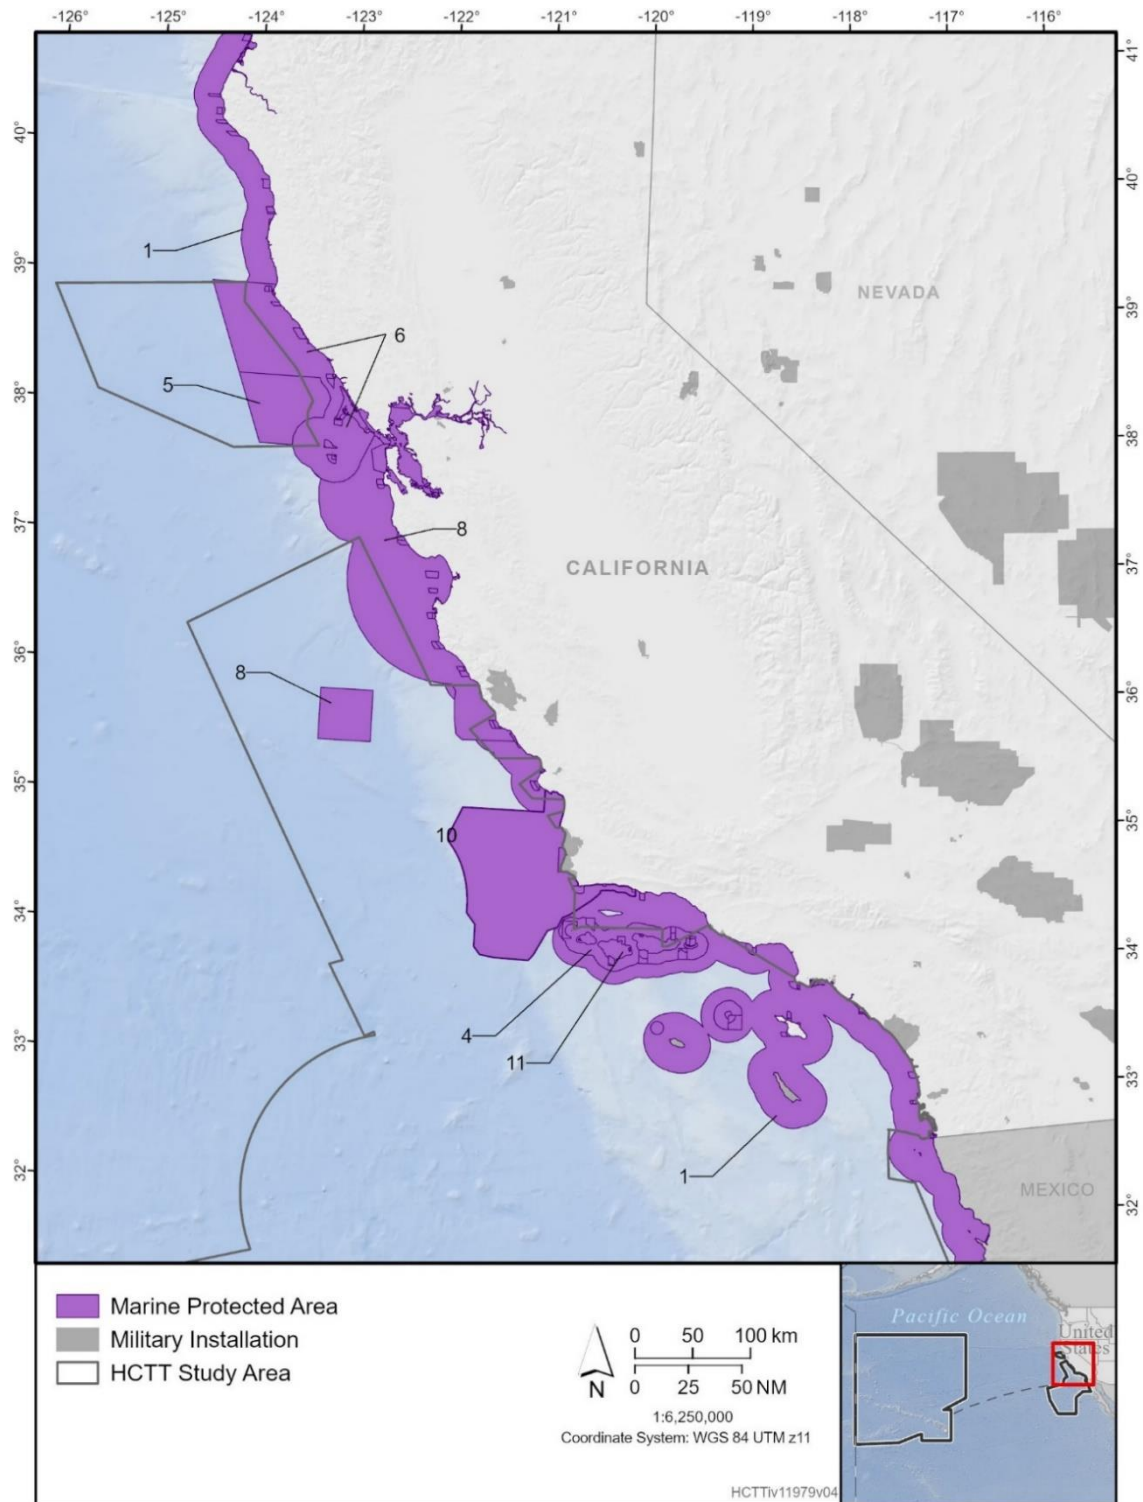 -126° -125° -124° -123° -122° -121° -120° -119° -118° -117° -116°
41°
40° 40°
1
39° 39°
NEVADA
6
5
38° 38°
8
37° 37°
CALIFORNIA
36° 36°
8
35° 35°
10
34° 34°
4
11
33° 33°
1
32° 32°
MEXICO
Marine Protected Area
Military Installation
HCTT Study Area
0 50 100 km
N 0 25 50 NM
1:6,250,000
Coordinate System: WGS 84 UTM z11
HCTTiv11979v04
Pacific Ocean
United
States